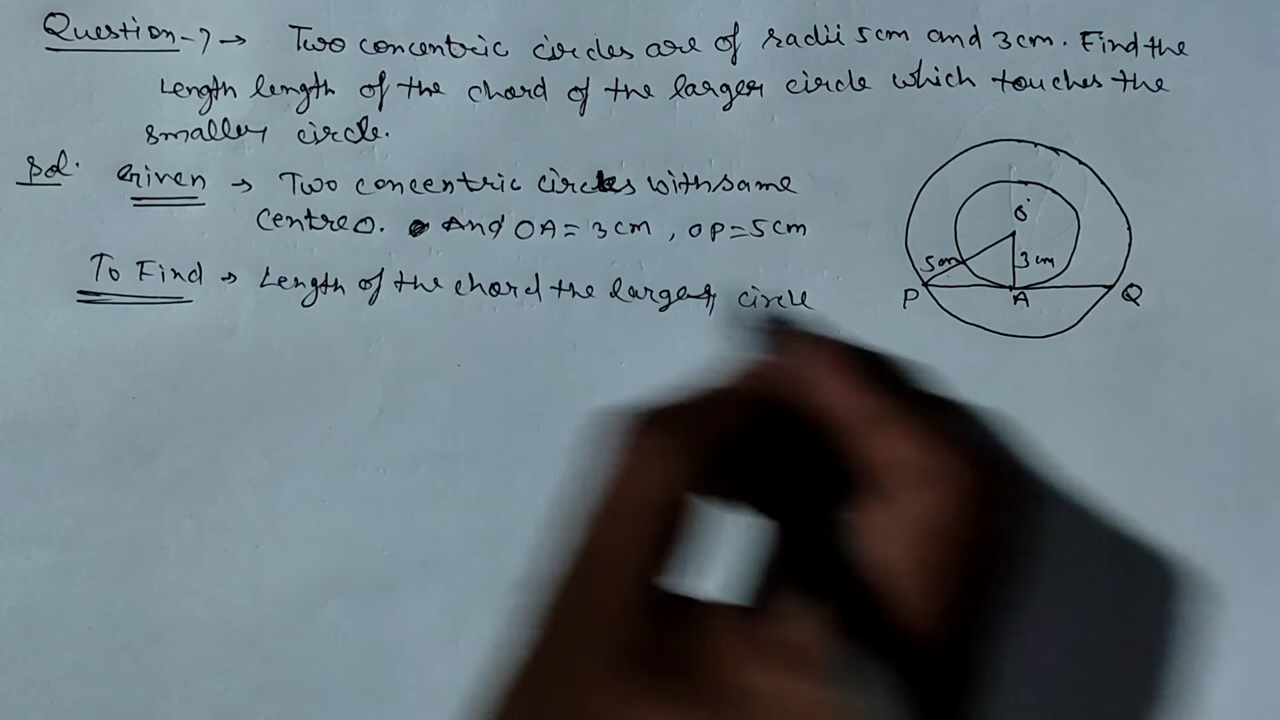 Question-7→ Two concentric circles are of radii 5cm and 3cm. Find the
Length length of the chord of the larger circle which touches the
smaller circle.
Sol. Given → Two concentric circles with same
Centre O. And OA = 3cm, OP = 5cm
To Find → Length of the chord the larger circle
O
5cm
3cm
P
A
Q